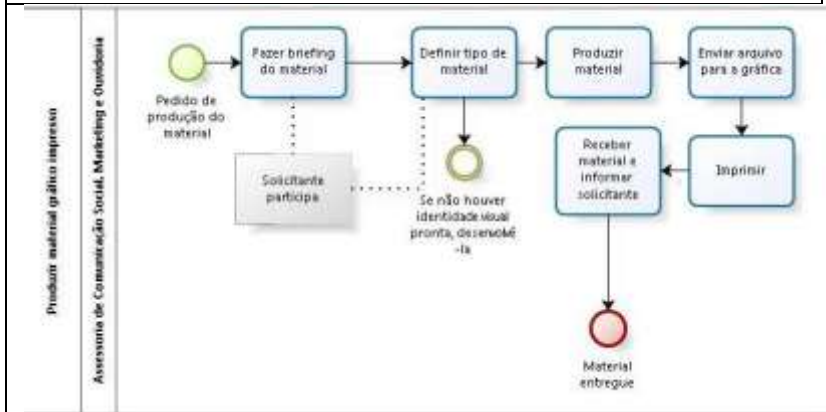 Produzir material gráfico impresso
Assessoria de Comunicação Social, Marketing e Ouvidoria
Pedido de
produção do
material
Fazer briefing
do material
Definir tipo de
material
Produzir
material
Enviar arquivo
para a gráfica
Solicitante
participa
Se não houver
identidade visual
pronta, desenvolvê
-la
Receber
material e
informar
solicitante
Imprimir
Material
entregue